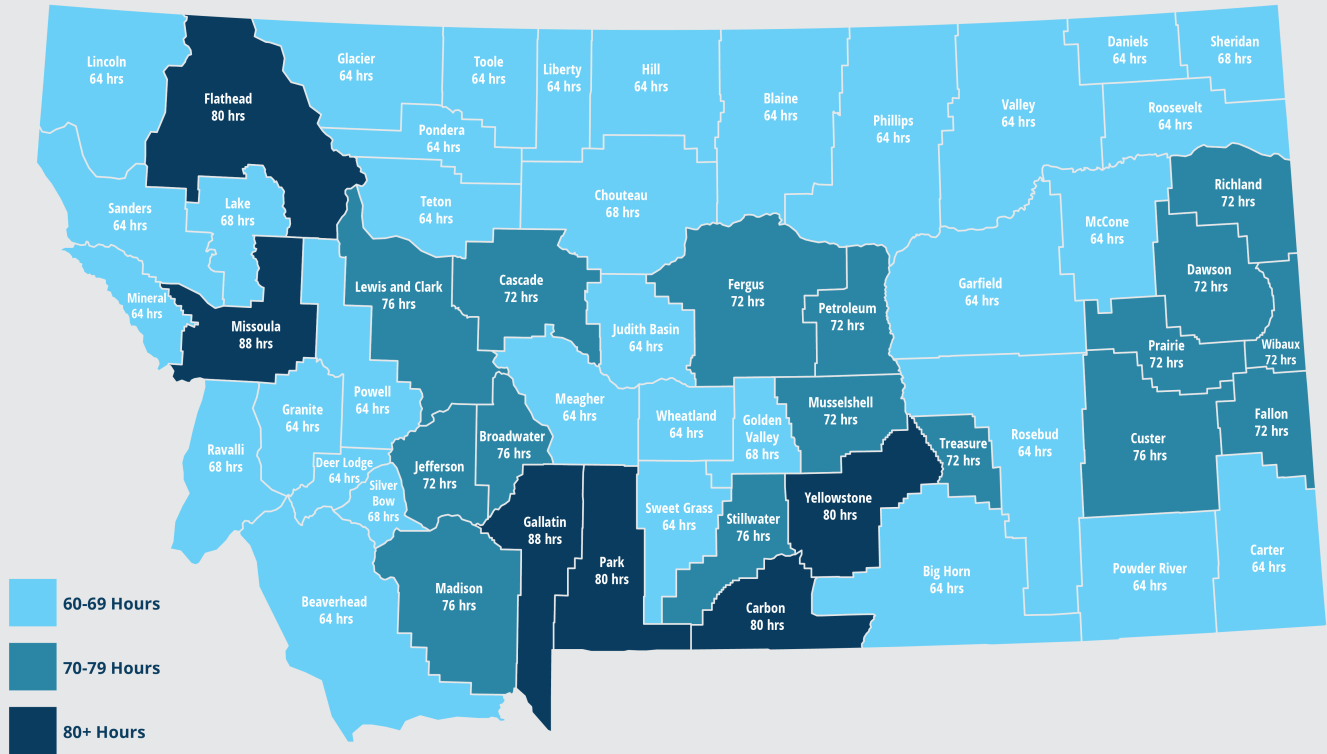 Lincoln
64 hrs
Flathead
80 hrs
Glacier
64 hrs
Toole
64 hrs
Liberty
64 hrs
Hill
64 hrs
Blaine
64 hrs
Phillips
64 hrs
Valley
64 hrs
Daniels
64 hrs
Sheridan
68 hrs
Roosevelt
64 hrs
Pondera
64 hrs
Teton
64 hrs
Chouteau
68 hrs
Sanders
64 hrs
Lake
68 hrs
McCone
64 hrs
Richland
72 hrs
Dawson
72 hrs
Mineral
64 hrs
Missoula
88 hrs
Lewis and Clark
76 hrs
Cascade
72 hrs
Judith Basin
64 hrs
Fergus
72 hrs
Petroleum
72 hrs
Garfield
64 hrs
Prairie
72 hrs
Wibaux
72 hrs
Powell
64 hrs
Granite
64 hrs
Ravalli
68 hrs
Deer Lodge
64 hrs
Silver
Bow
68 hrs
Jefferson
72 hrs
Broadwater
76 hrs
Meagher
64 hrs
Wheatland
64 hrs
Golden
Valley
68 hrs
Musselshell
72 hrs
Treasure
72 hrs
Rosebud
64 hrs
Custer
76 hrs
Fallon
72 hrs
Gallatin
88 hrs
Park
80 hrs
Sweet Grass
64 hrs
Stillwater
76 hrs
Yellowstone
80 hrs
Beaverhead
64 hrs
Madison
76 hrs
Carbon
80 hrs
Big Horn
64 hrs
Powder River
64 hrs
Carter
64 hrs
60-69 Hours
70-79 Hours
80+ Hours